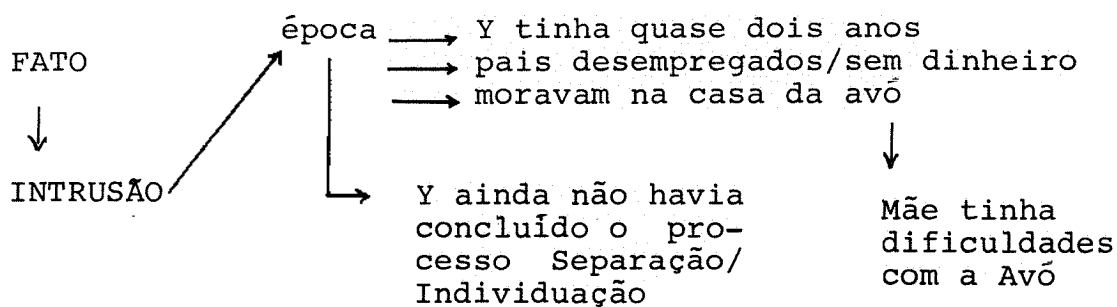 FATO
INTRUSÃO
época
Y tinha quase dois anos
pais desempregados/sem dinheiro
moravam na casa da avó
Y ainda não havia
concluído o pro-
cesso Separação/
Individuação
Mãe tinha
dificuldades
com a Avó